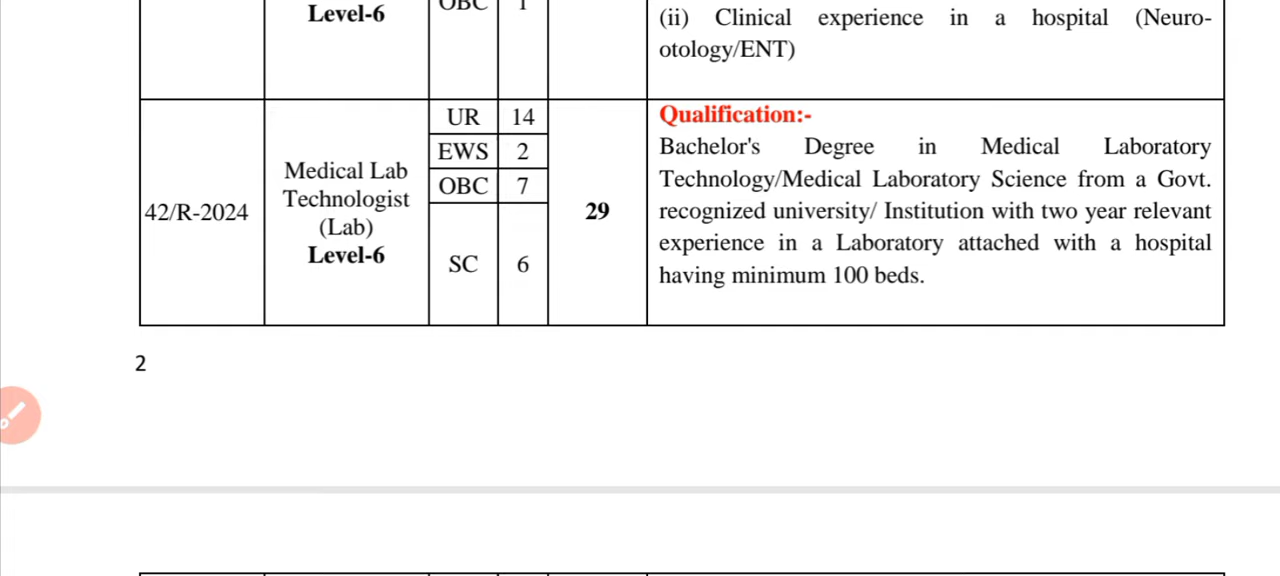 Level-6
OBC
1
(ii) Clinical experience in a hospital (Neuro-
otology/ENT)
42/R-2024
Medical Lab
Technologist
(Lab)
Level-6
UR 14
EWS 2
OBC 7
SC 6
29
Qualification:-
Bachelor's Degree in Medical Laboratory
Technology/Medical Laboratory Science from a Govt.
recognized university/ Institution with two year relevant
experience in a Laboratory attached with a hospital
having minimum 100 beds.
2